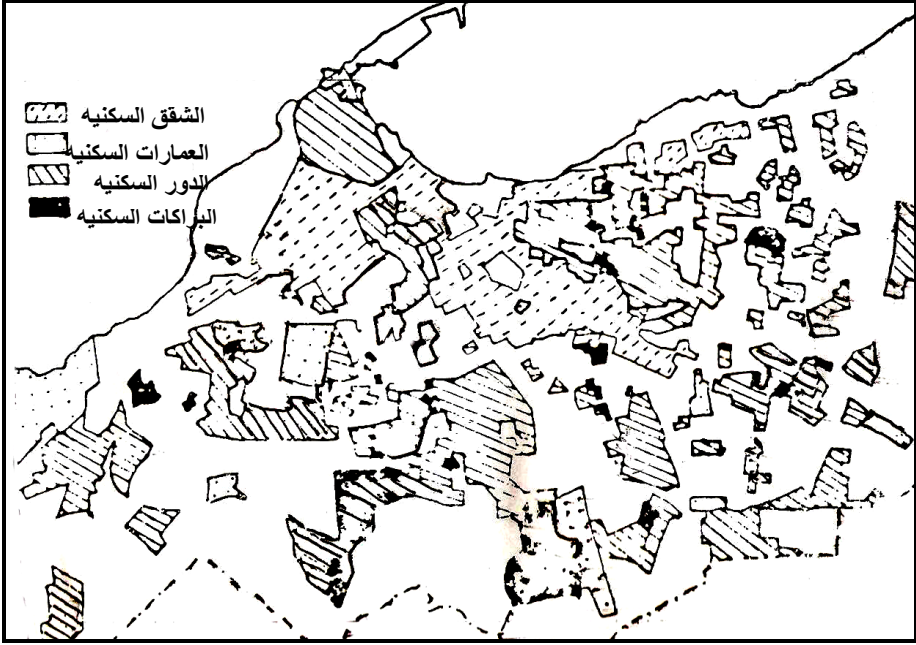 الشقق السكنيه
العمارات السكنيه
الدور السكنيه
البراكات السكنيه